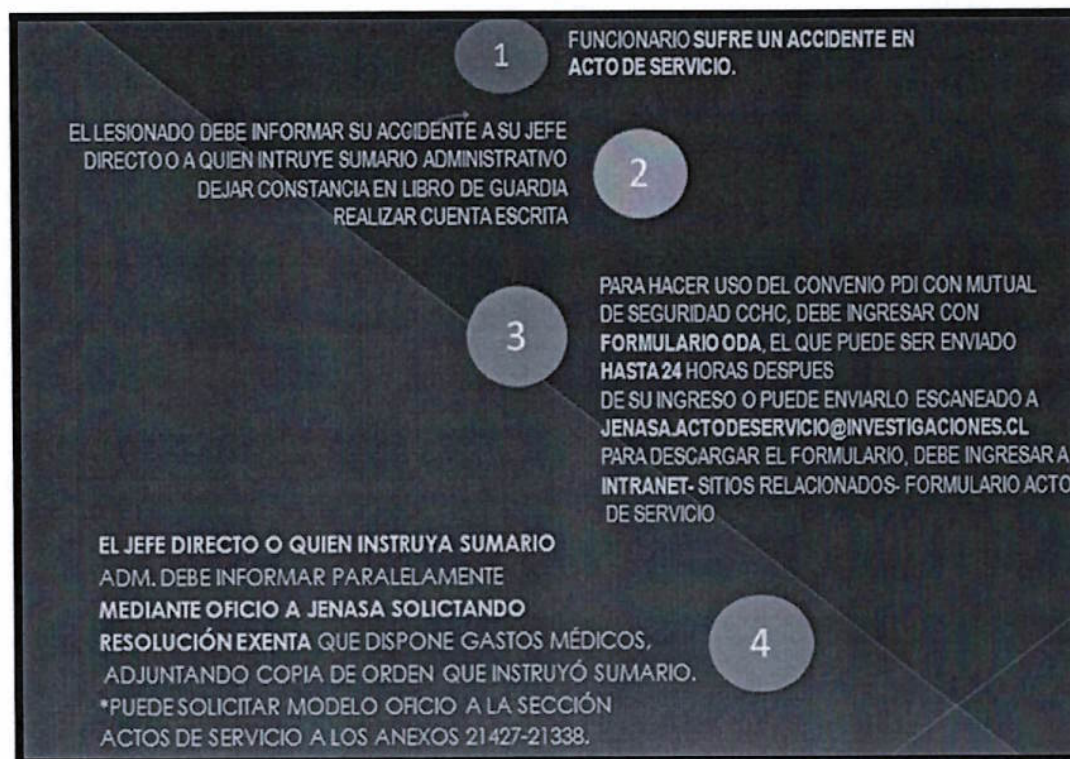 1
FUNCIONARIO SUFRE UN ACCIDENTE EN
ACTO DE SERVICIO.
EL LESIONADO DEBE INFORMAR SU ACCIDENTE A SU JEFE
DIRECTO O A QUIEN INTRUYE SUMARIO ADMINISTRATIVO
DEJAR CONSTANCIA EN LIBRO DE GUARDIA
REALIZAR CUENTA ESCRITA
2
3
PARA HACER USO DEL CONVENIO PDI CON MUTUAL
DE SEGURIDAD CCHC, DEBE INGRESAR CON
FORMULARIO ODA, EL QUE PUEDE SER ENVIADO
HASTA 24 HORAS DESPUES
DE SU INGRESO O PUEDE ENVIARLO ESCANEADO A
JENASA.ACTODESERVICIO@INVESTIGACIONES.CL
PARA DESCARGAR EL FORMULARIO, DEBE INGRESAR A
INTRANET- SITIOS RELACIONADOS- FORMULARIO ACTO
DE SERVICIO
EL JEFE DIRECTO O QUIEN INSTRUYA SUMARIO
ADM. DEBE INFORMAR PARALELAMENTE
MEDIANTE OFICIO A JENASA SOLICTANDO
RESOLUCIÓN EXENTA QUE DISPONE GASTOS MÉDICOS,
ADJUNTANDO COPIA DE ORDEN QUE INSTRUYÓ SUMARIO.
*PUEDE SOLICITAR MODELO OFICIO A LA SECCIÓN
ACTOS DE SERVICIO A LOS ANEXOS 21427-21338.
4